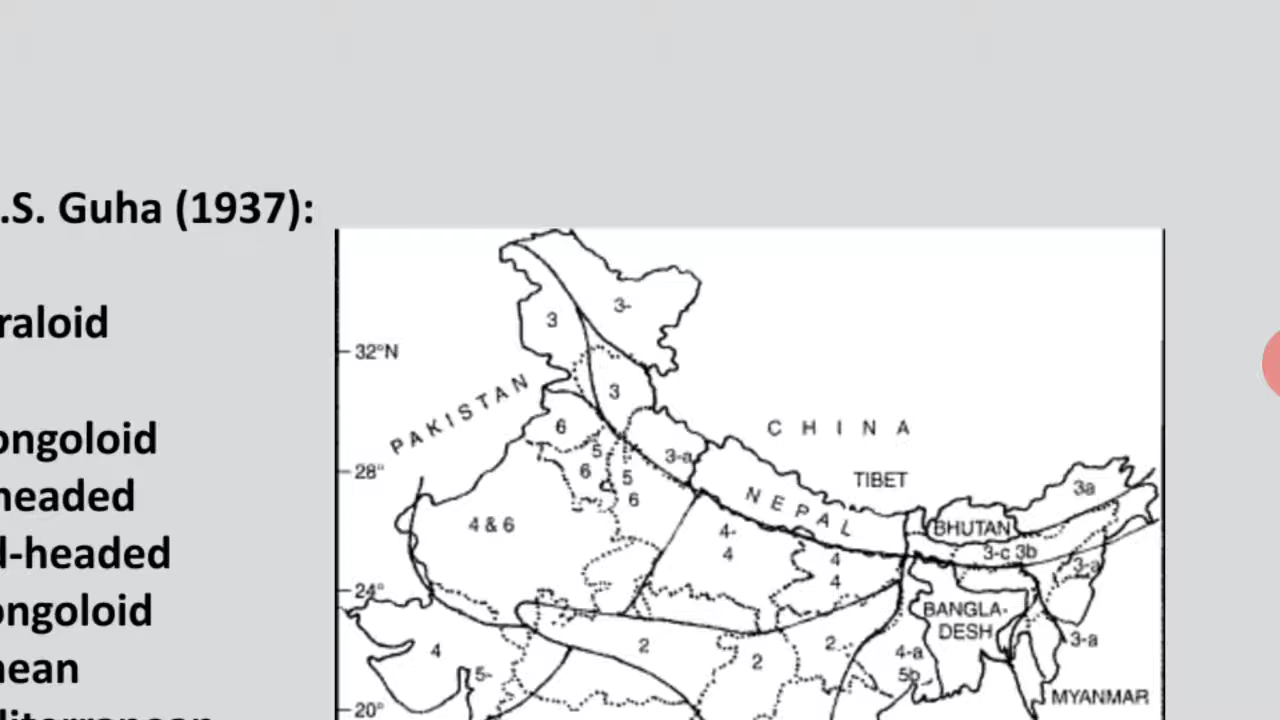 .S. Guha (1937):
raloid
ongoloid
headed
d-headed
ongoloid
nean
diterranean
32°N
28°
24°
20°
PAKISTAN
CHINA
TIBET
NEPAL
BHUTAN
BANGLA-
DESH
MYANMAR
3-
3
3
6
5
6
5
6
3-a
4 & 6
4-
4
4
4
3a
3-c 3b
3-a
3-a
4
5-
2
2
2
4-a
5b